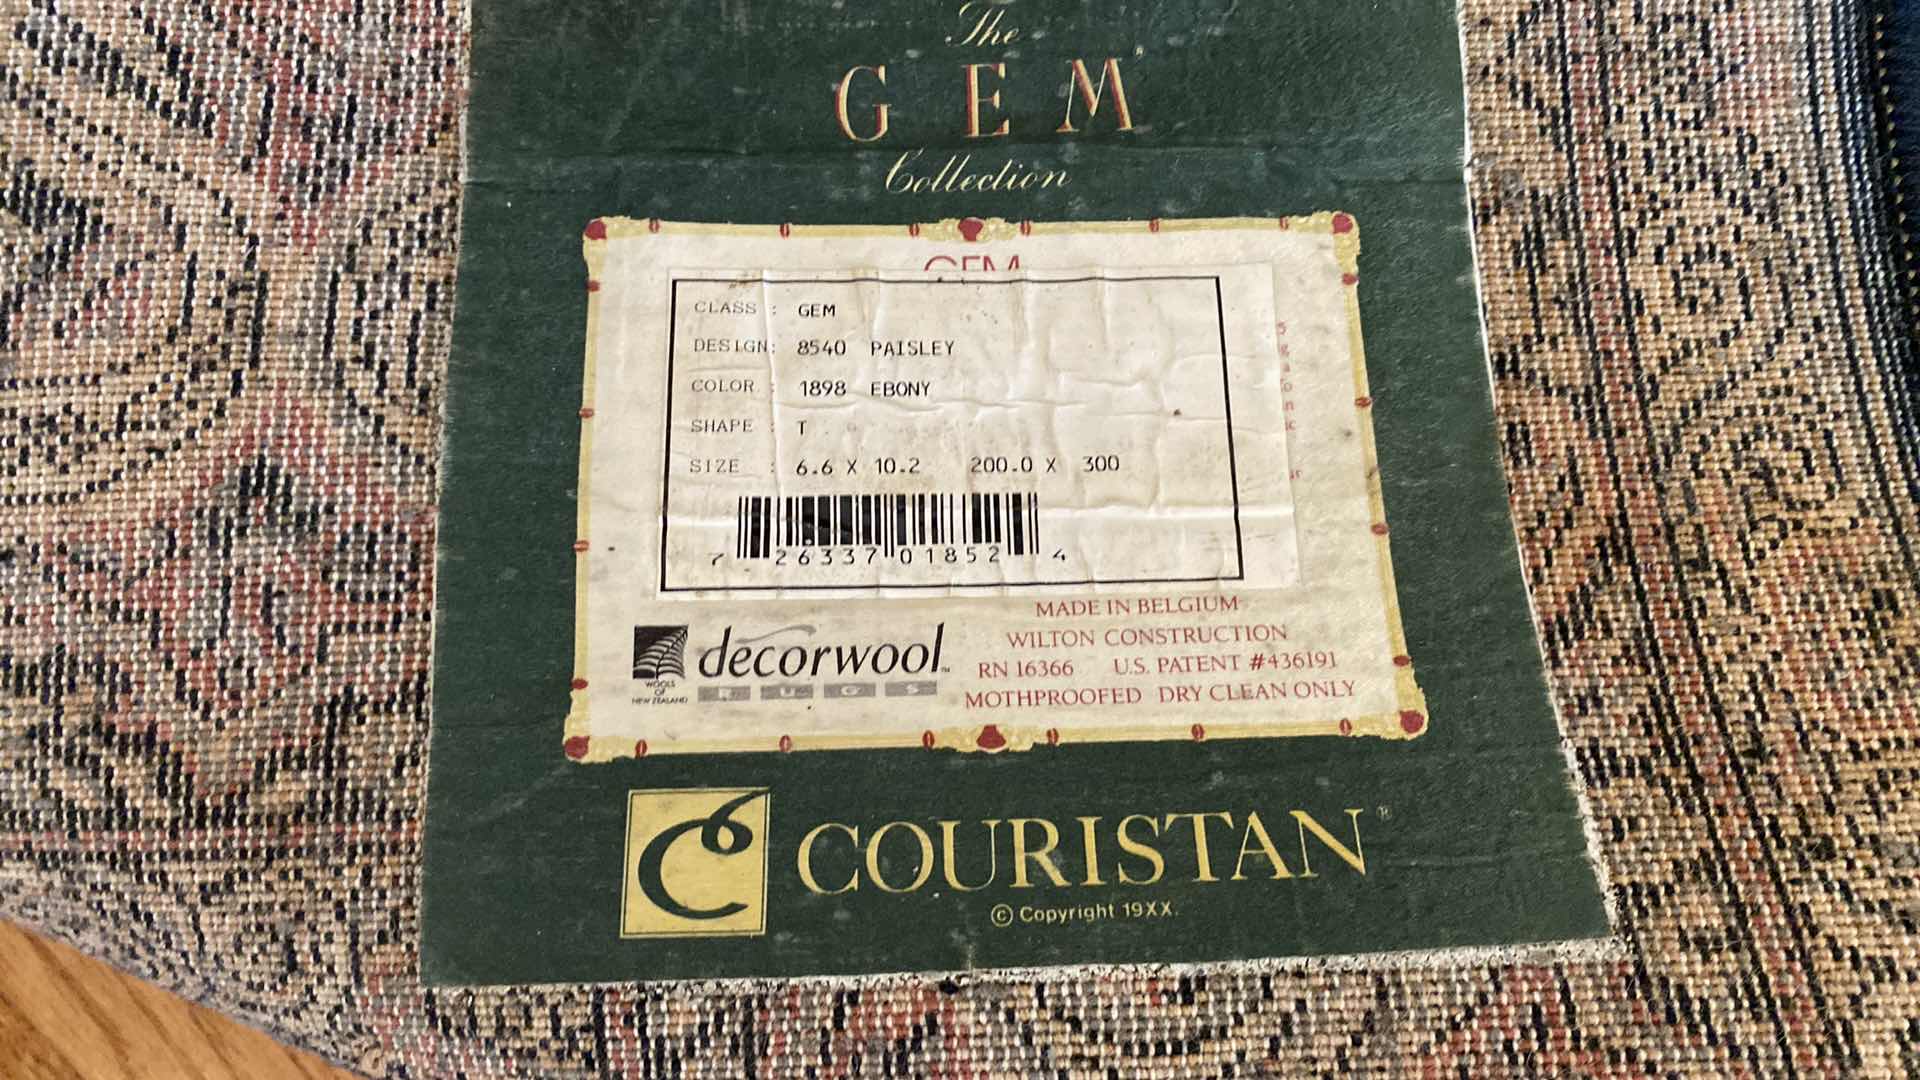 The
GEM
Collection
GEM
CLASS : GEM
DESIGN: 8540 PAISLEY
COLOR : 1898 EBONY
SHAPE : T
SIZE : 6.6 X 10.2 200.0 X 300
7 26337 01852 4
WOOLS
OF
NEW ZEALAND
decorwool™
RUGS
MADE IN BELGIUM
WILTON CONSTRUCTION
RN 16366 U.S. PATENT #436191
MOTHPROOFED DRY CLEAN ONLY
COURISTAN®
© Copyright 19XX.